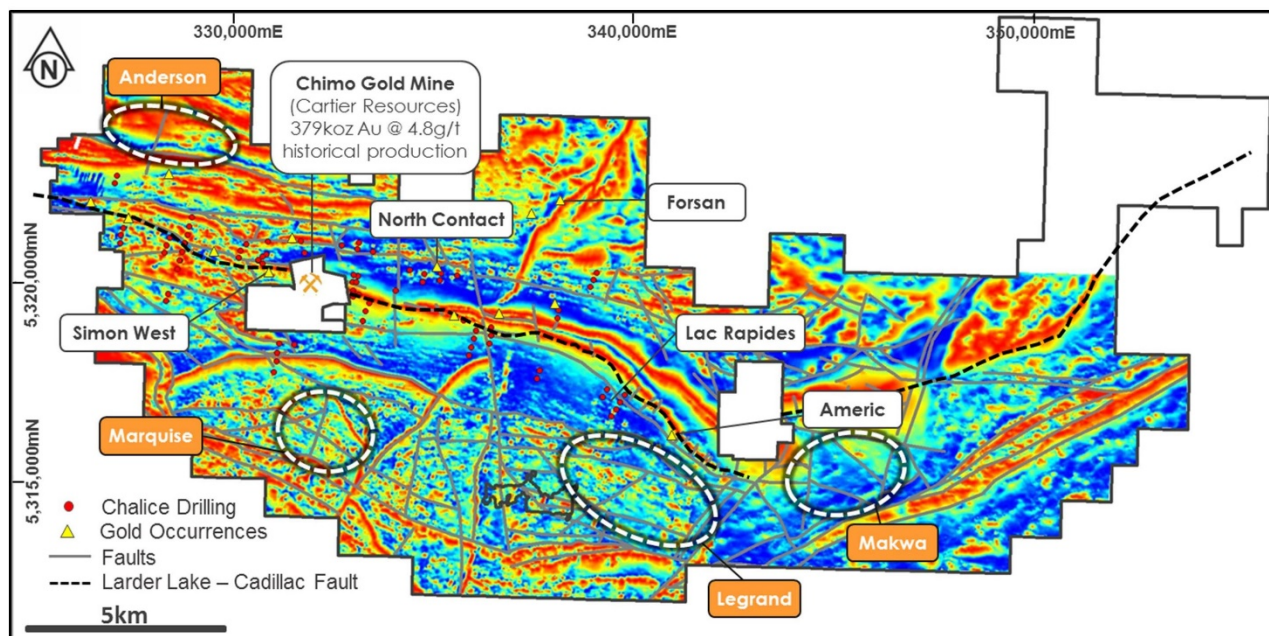 330,000mE
340,000mE
350,000mE
N
Anderson
Chimo Gold Mine
(Cartier Resources)
379koz Au @ 4.8g/t
historical production
Forsan
North Contact
5,320,000mN
Simon West
Lac Rapides
Americ
Marquise
5,315,000mN
Makwa
Legrand
Chalice Drilling
Gold Occurrences
Faults
Larder Lake – Cadillac Fault
5km